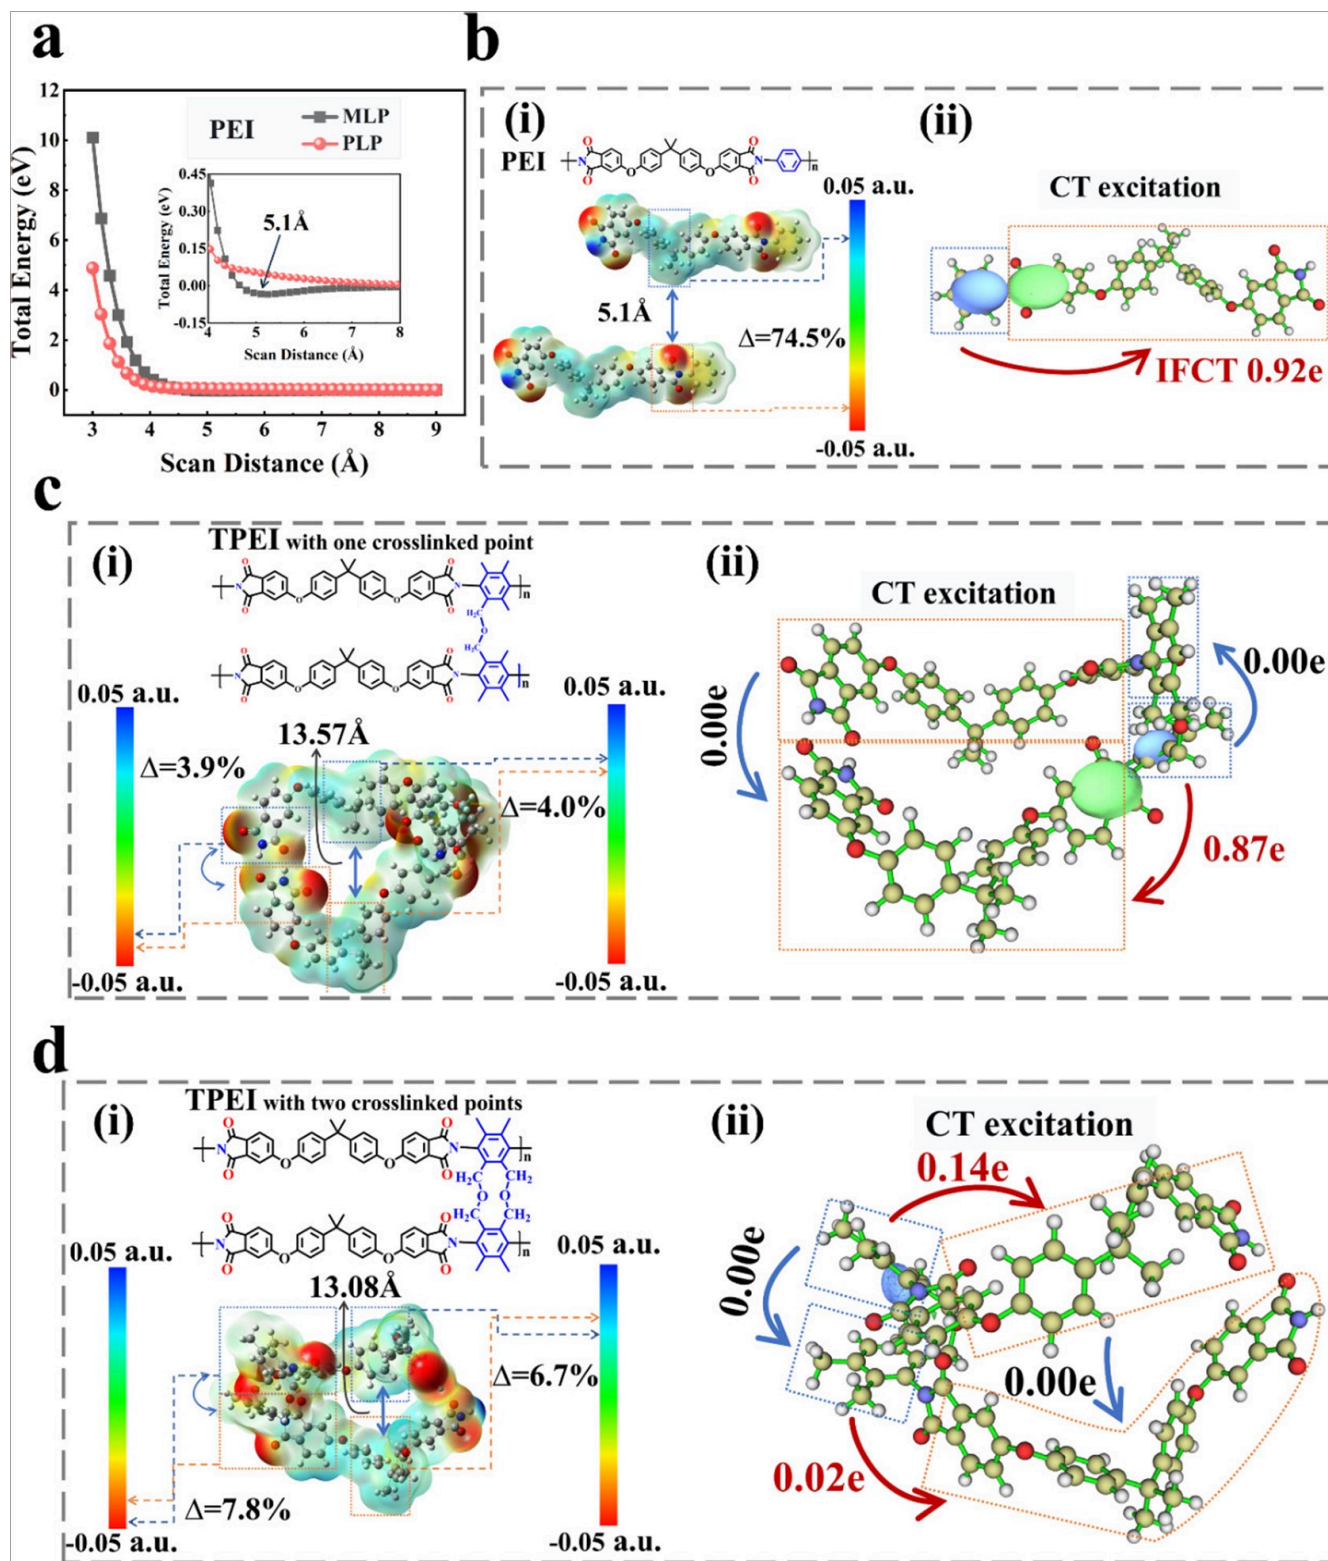 a
12
10
8
6
4
2
0
Total Energy (eV)
PEI
MLP
PLP
0.45
0.30
0.15
0.00
-0.15
Total Energy (eV)
5.1Å
4 5 6 7 8
Scan Distance (Å)
3 4 5 6 7 8 9
Scan Distance (Å)
b
(i)
PEI
O O O O
N O O N n
0.05 a.u.
5.1Å
Δ=74.5%
-0.05 a.u.
(ii)
CT excitation
IFCT 0.92e
c
(i)
TPEI with one crosslinked point
O O
N O O N n
O O
H₂C
O
H₂C
O O
N O O N n
O O
0.05 a.u.
0.05 a.u.
13.57Å
Δ=3.9%
Δ=4.0%
-0.05 a.u.
-0.05 a.u.
(ii)
CT excitation
0.00e
0.00e
0.87e
d
(i)
TPEI with two crosslinked points
O O
N O O N n
O O
H₂C CH₂
O O
H₂C CH₂
O O
N O O N n
O O
0.05 a.u.
0.05 a.u.
13.08Å
Δ=6.7%
Δ=7.8%
-0.05 a.u.
-0.05 a.u.
(ii)
CT excitation
0.14e
0.00e
0.00e
0.02e